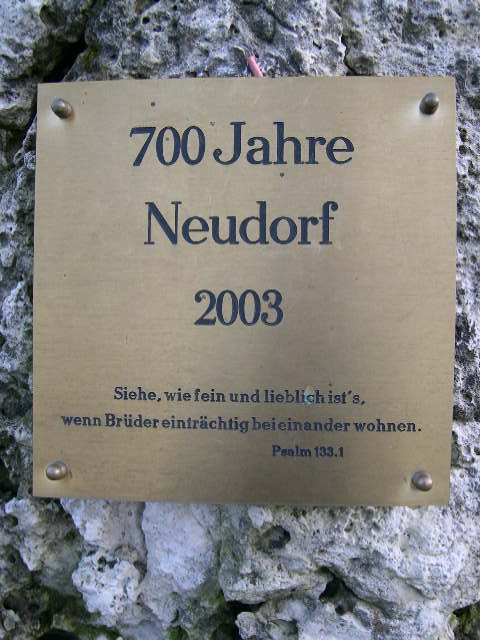 700 Jahre
Neudorf
2003
Siehe, wie fein und lieblich ist's,
wenn Brüder einträchtig beieinander wohnen.
Psalm 133.1